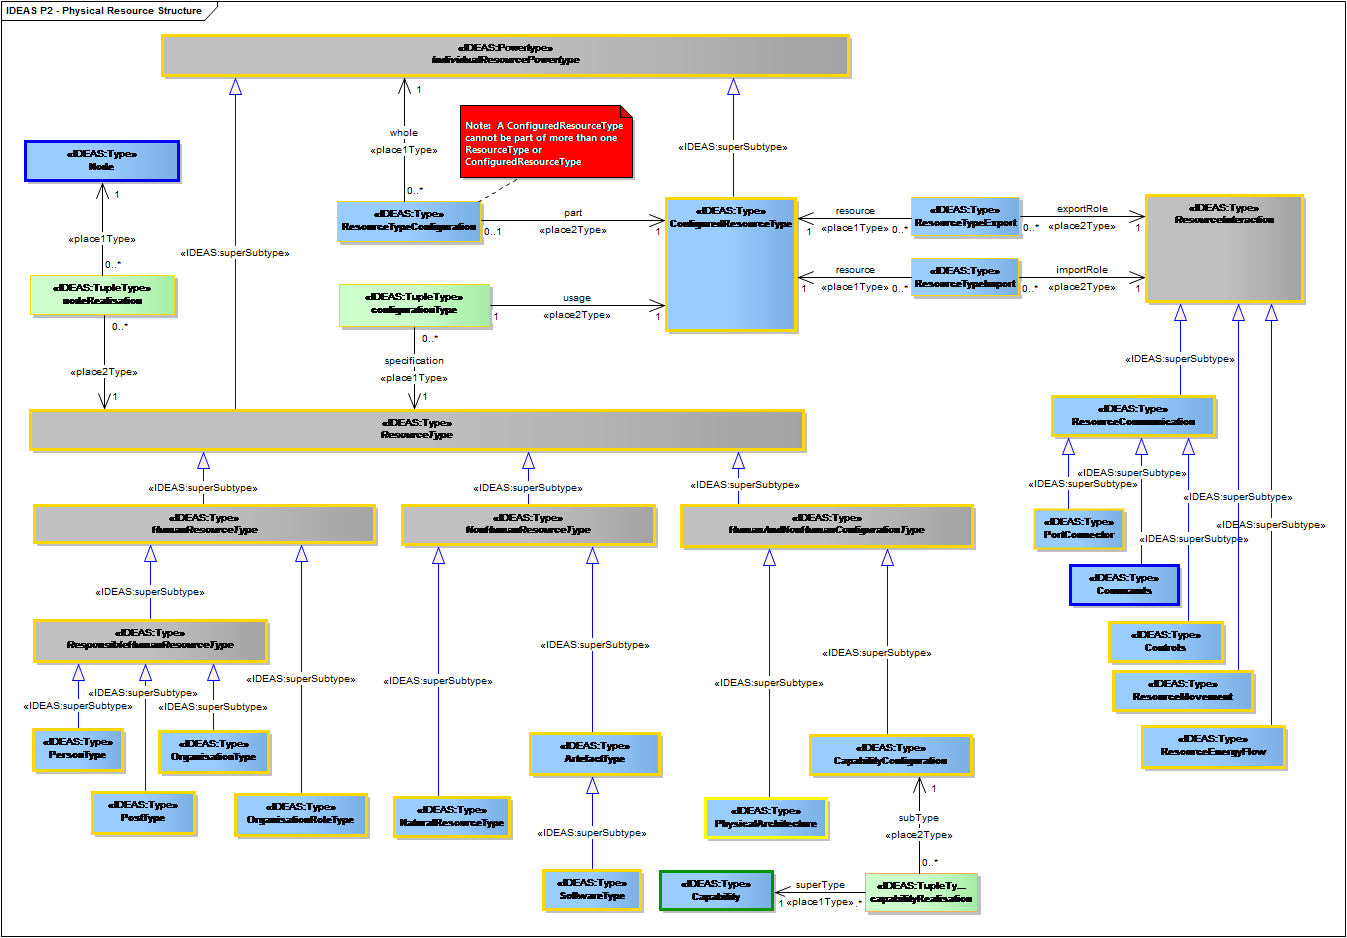 IDEAS P2 - Physical Resource Structure
«IDEAS:Powertype»
IndividualResourcePowertype
1
whole
«place1Type»
0..*
Note: A ConfiguredResourceType
cannot be part of more than one
ResourceType or
ConfiguredResourceType
«IDEAS:superSubtype»
«IDEAS:Type»
Node
1
«place1Type»
0..*
«IDEAS:TupleType»
nodeRealisation
0..*
«place2Type»
1
«IDEAS:superSubtype»
«IDEAS:Type»
ResourceTypeConfiguration
0..1
part
«place2Type»
1
«IDEAS:Type»
ConfiguredResourceType
resource
1
«place1Type»
0..*
«IDEAS:Type»
ResourceTypeExport
exportRole
0..*
«place2Type»
1
«IDEAS:Type»
ResourceInteraction
resource
1
«place1Type»
0..*
«IDEAS:Type»
ResourceTypeImport
importRole
0..*
«place2Type»
1
«IDEAS:TupleType»
configurationType
usage
1
«place2Type»
1
0..*
specification
«place1Type»
1
«IDEAS:Type»
ResourceType
«IDEAS:superSubtype»
«IDEAS:superSubtype»
«IDEAS:superSubtype»
«IDEAS:Type»
HumanResourceType
«IDEAS:Type»
NonHumanResourceType
«IDEAS:Type»
HumanAndNonHumanConfigurationType
«IDEAS:superSubtype»
«IDEAS:Type»
ResponsibleHumanResourceType
«IDEAS:superSubtype»
«IDEAS:superSubtype»
«IDEAS:superSubtype»
«IDEAS:superSubtype»
«IDEAS:Type»
PersonType
«IDEAS:Type»
OrganisationType
«IDEAS:Type»
PostType
«IDEAS:Type»
OrganisationRoleType
«IDEAS:superSubtype»
«IDEAS:superSubtype»
«IDEAS:Type»
NaturalResourceType
«IDEAS:Type»
ArtefactType
«IDEAS:superSubtype»
«IDEAS:Type»
SoftwareType
«IDEAS:superSubtype»
«IDEAS:superSubtype»
«IDEAS:Type»
PhysicalArchitecture
«IDEAS:Type»
CapabilityConfiguration
1
subType
«place2Type»
0..*
«IDEAS:Type»
Capability
superType
1 «place1Type» ..*
«IDEAS:TupleTy...
capabilityRealisation
«IDEAS:superSubtype»
«IDEAS:Type»
ResourceCommunication
«IDEAS:superSubtype»
«IDEAS:superSubtype»
«IDEAS:superSubtype»
«IDEAS:superSubtype»
«IDEAS:superSubtype»
«IDEAS:Type»
PortConnector
«IDEAS:Type»
Commands
«IDEAS:Type»
Controls
«IDEAS:Type»
ResourceMovement
«IDEAS:Type»
ResourceEnergyFlow